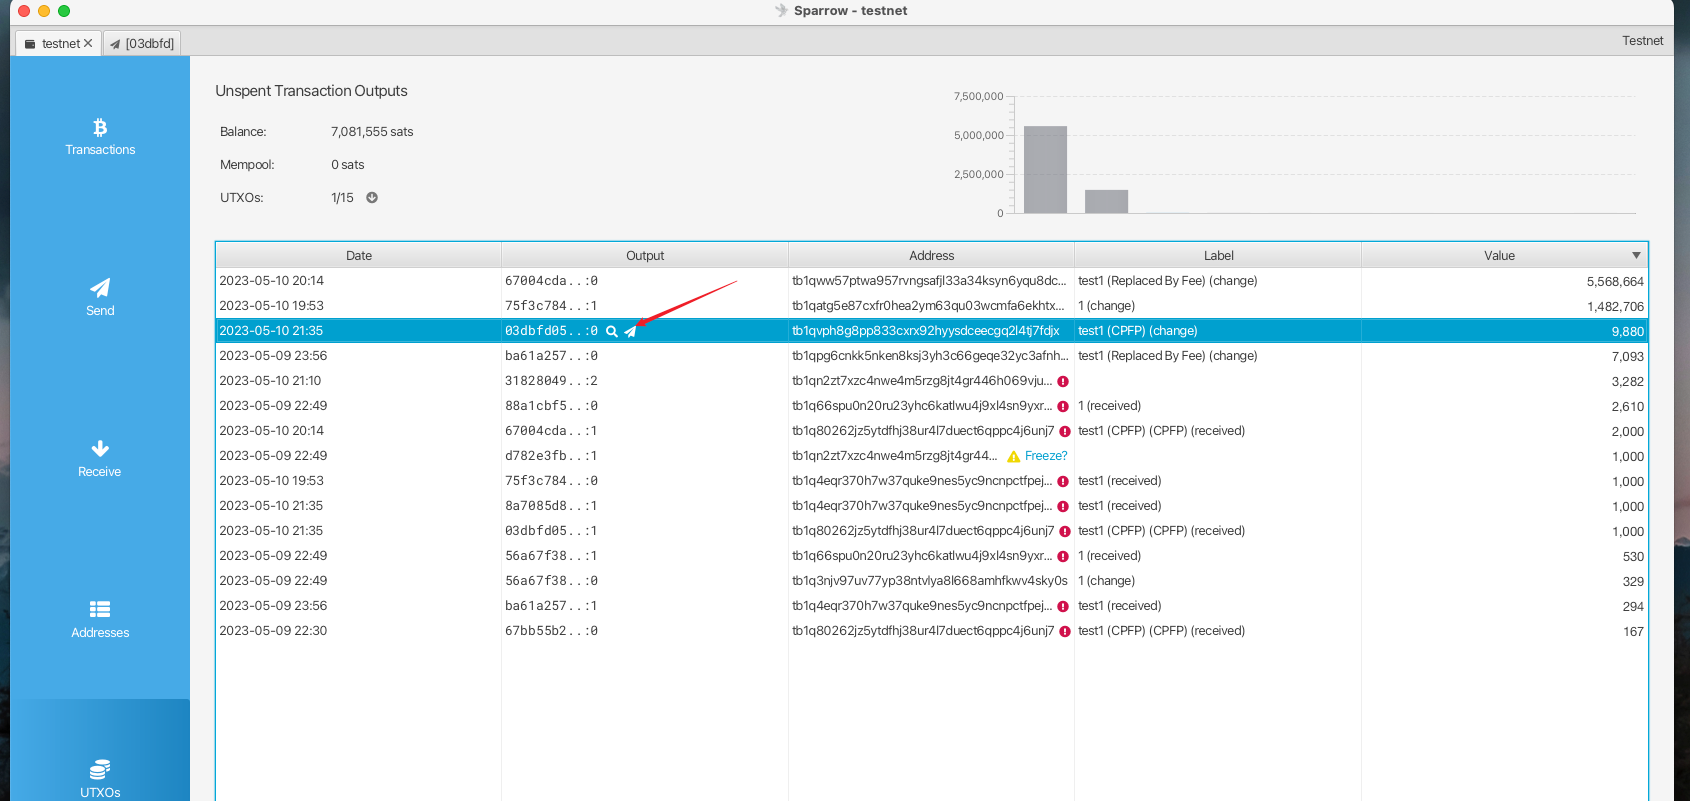 Sparrow - testnet
testnet
[03dbfd]
Testnet
Transactions
Send
Receive
Addresses
UTXOs
Unspent Transaction Outputs
Balance: 7,081,555 sats
Mempool: 0 sats
UTXOs: 1/15
7,500,000
5,000,000
2,500,000
0
Date Output Address Label Value
2023-05-10 20:14 67004cda..:0 tb1qww57ptwa957rvngsafjl33a34ksyn6yqu8dc... test1 (Replaced By Fee) (change) 5,568,664
2023-05-10 19:53 75f3c784..:1 tb1qatg5e87cxfr0hea2ym63qu03wcmfa6ekhtx... 1 (change) 1,482,706
2023-05-10 21:35 03dbfd05..:0 tb1qvph8g8pp833cxrx92hyysdceecgq2l4tj7fdjx test1 (CPFP) (change) 9,880
2023-05-09 23:56 ba61a257..:0 tb1qpg6cnkk5nken8ksj3yh3c66geqe32yc3afnh... test1 (Replaced By Fee) (change) 7,093
2023-05-10 21:10 31828049..:2 tb1qn2zt7xzc4nwe4m5rzg8jt4gr446h069vju... 3,282
2023-05-09 22:49 88a1cbf5..:0 tb1q66spu0n20ru23yhc6katlwu4j9xl4sn9yxr... 1 (received) 2,610
2023-05-10 20:14 67004cda..:1 tb1q80262jz5ytdfhj38ur4l7duect6qppc4j6unj7 test1 (CPFP) (CPFP) (received) 2,000
2023-05-09 22:49 d782e3fb..:1 tb1qn2zt7xzc4nwe4m5rzg8jt4gr44... Freeze? 1,000
2023-05-10 19:53 75f3c784..:0 tb1q4eqr370h7w37quke9nes5yc9ncnpctfpej... test1 (received) 1,000
2023-05-10 21:35 8a7085d8..:1 tb1q4eqr370h7w37quke9nes5yc9ncnpctfpej... test1 (received) 1,000
2023-05-10 21:35 03dbfd05..:1 tb1q80262jz5ytdfhj38ur4l7duect6qppc4j6unj7 test1 (CPFP) (CPFP) (received) 1,000
2023-05-09 22:49 56a67f38..:1 tb1q66spu0n20ru23yhc6katlwu4j9xl4sn9yxr... 1 (received) 530
2023-05-09 22:49 56a67f38..:0 tb1q3njv97uv77yp38ntvlya8l668amhfkwv4sky0s 1 (change) 329
2023-05-09 23:56 ba61a257..:1 tb1q4eqr370h7w37quke9nes5yc9ncnpctfpej... test1 (received) 294
2023-05-09 22:30 67bb55b2..:0 tb1q80262jz5ytdfhj38ur4l7duect6qppc4j6unj7 test1 (CPFP) (CPFP) (received) 167